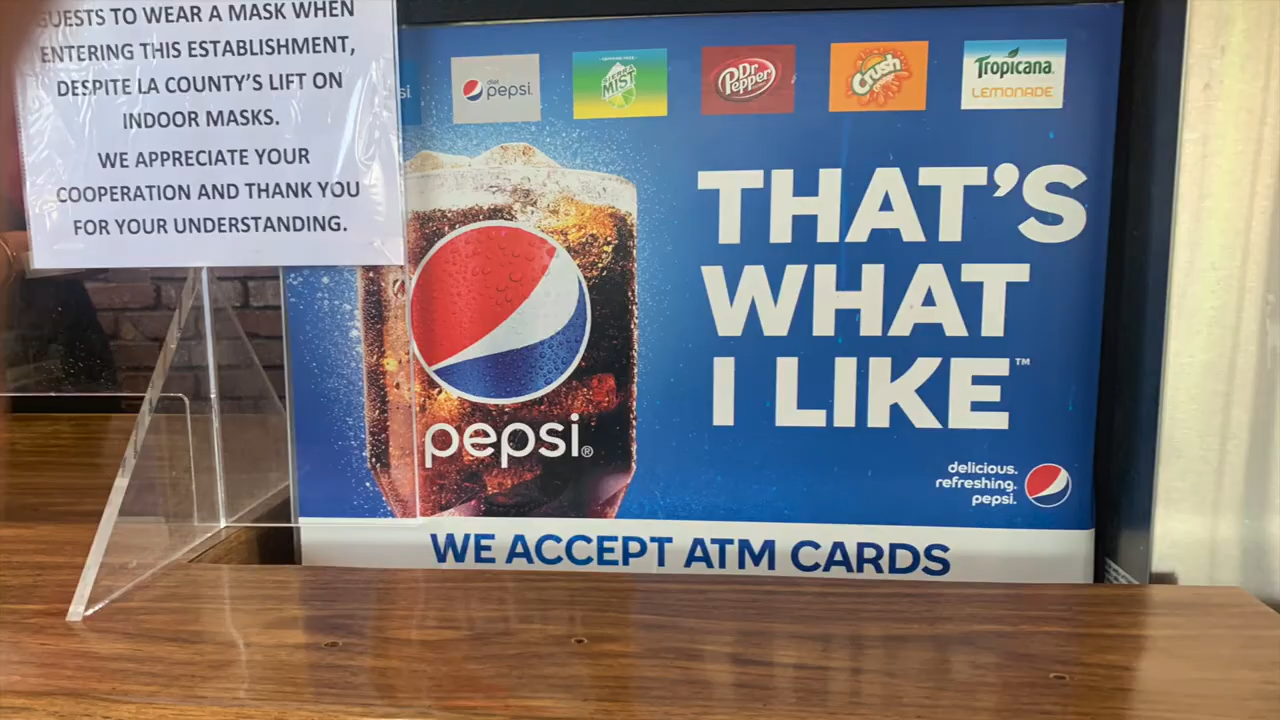 GUESTS TO WEAR A MASK WHEN
ENTERING THIS ESTABLISHMENT,
DESPITE LA COUNTY'S LIFT ON
INDOOR MASKS.
WE APPRECIATE YOUR
COOPERATION AND THANK YOU
FOR YOUR UNDERSTANDING.
diet
pepsi.
SIERRA
MIST
Dr
Pepper
Crush
Tropicana
LEMONADE
THAT'S
WHAT
I LIKE™
pepsi®
delicious.
refreshing.
pepsi.
WE ACCEPT ATM CARDS